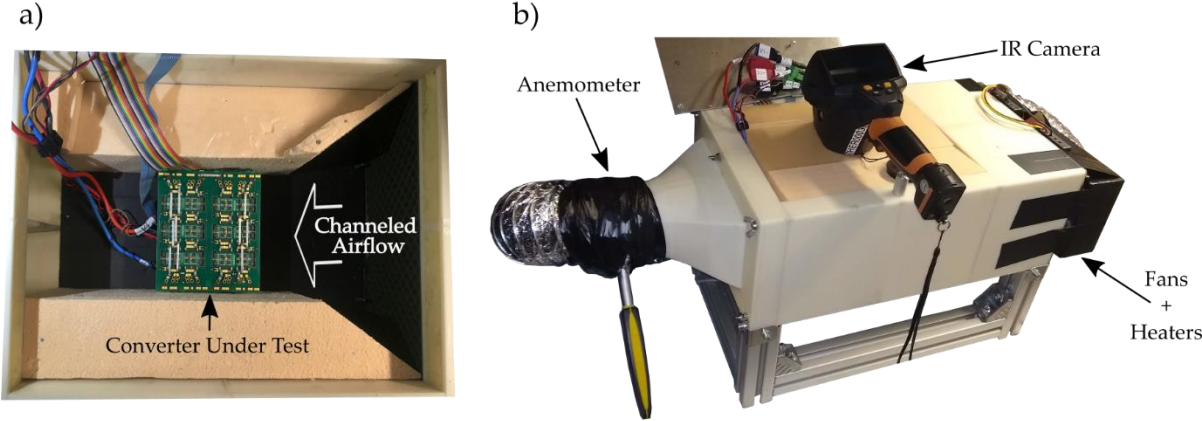 a)
b)
IR Camera
Anemometer
Channeled
Airflow
Converter Under Test
Fans
+
Heaters